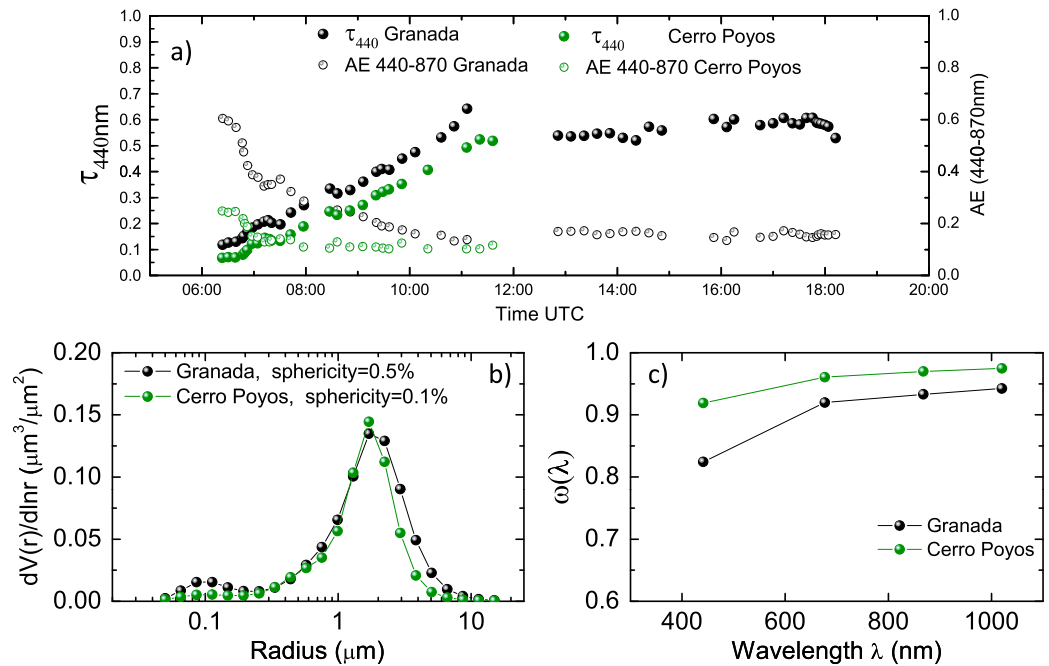 a)
τ440 Granada
τ440 Cerro Poyos
AE 440-870 Granada
AE 440-870 Cerro Poyos
1.0
0.9
0.8
0.7
0.6
0.5
0.4
0.3
0.2
0.1
0.0
τ440nm
1.0
0.8
0.6
0.4
0.2
0.0
AE (440-870nm)
06:00 08:00 10:00 12:00 14:00 16:00 18:00 20:00
Time UTC
b)
Granada, sphericity=0.5%
Cerro Poyos, sphericity=0.1%
0.20
0.15
0.10
0.05
0.00
dV(r)/dlnr (μm³/μm²)
0.1 1 10
Radius (μm)
c)
1.0
0.9
0.8
0.7
0.6
ω(λ)
Granada
Cerro Poyos
400 600 800 1000
Wavelength λ (nm)